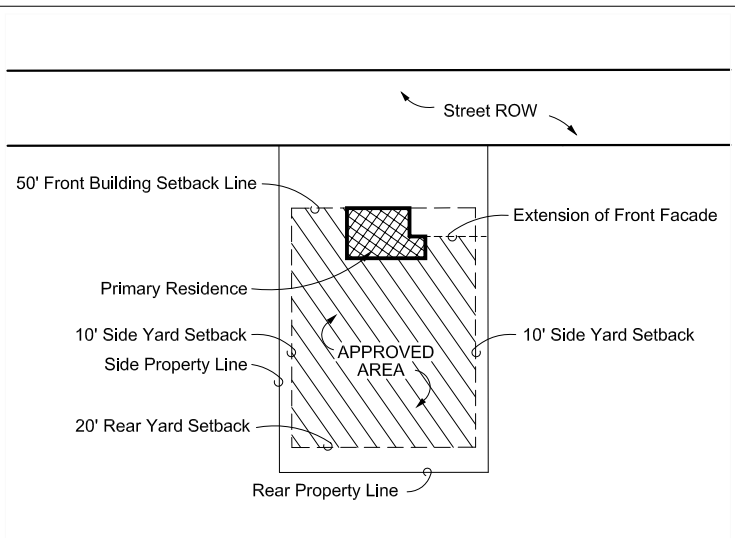 Street ROW
50' Front Building Setback Line
Extension of Front Facade
Primary Residence
10' Side Yard Setback
10' Side Yard Setback
Side Property Line
APPROVED
AREA
20' Rear Yard Setback
Rear Property Line